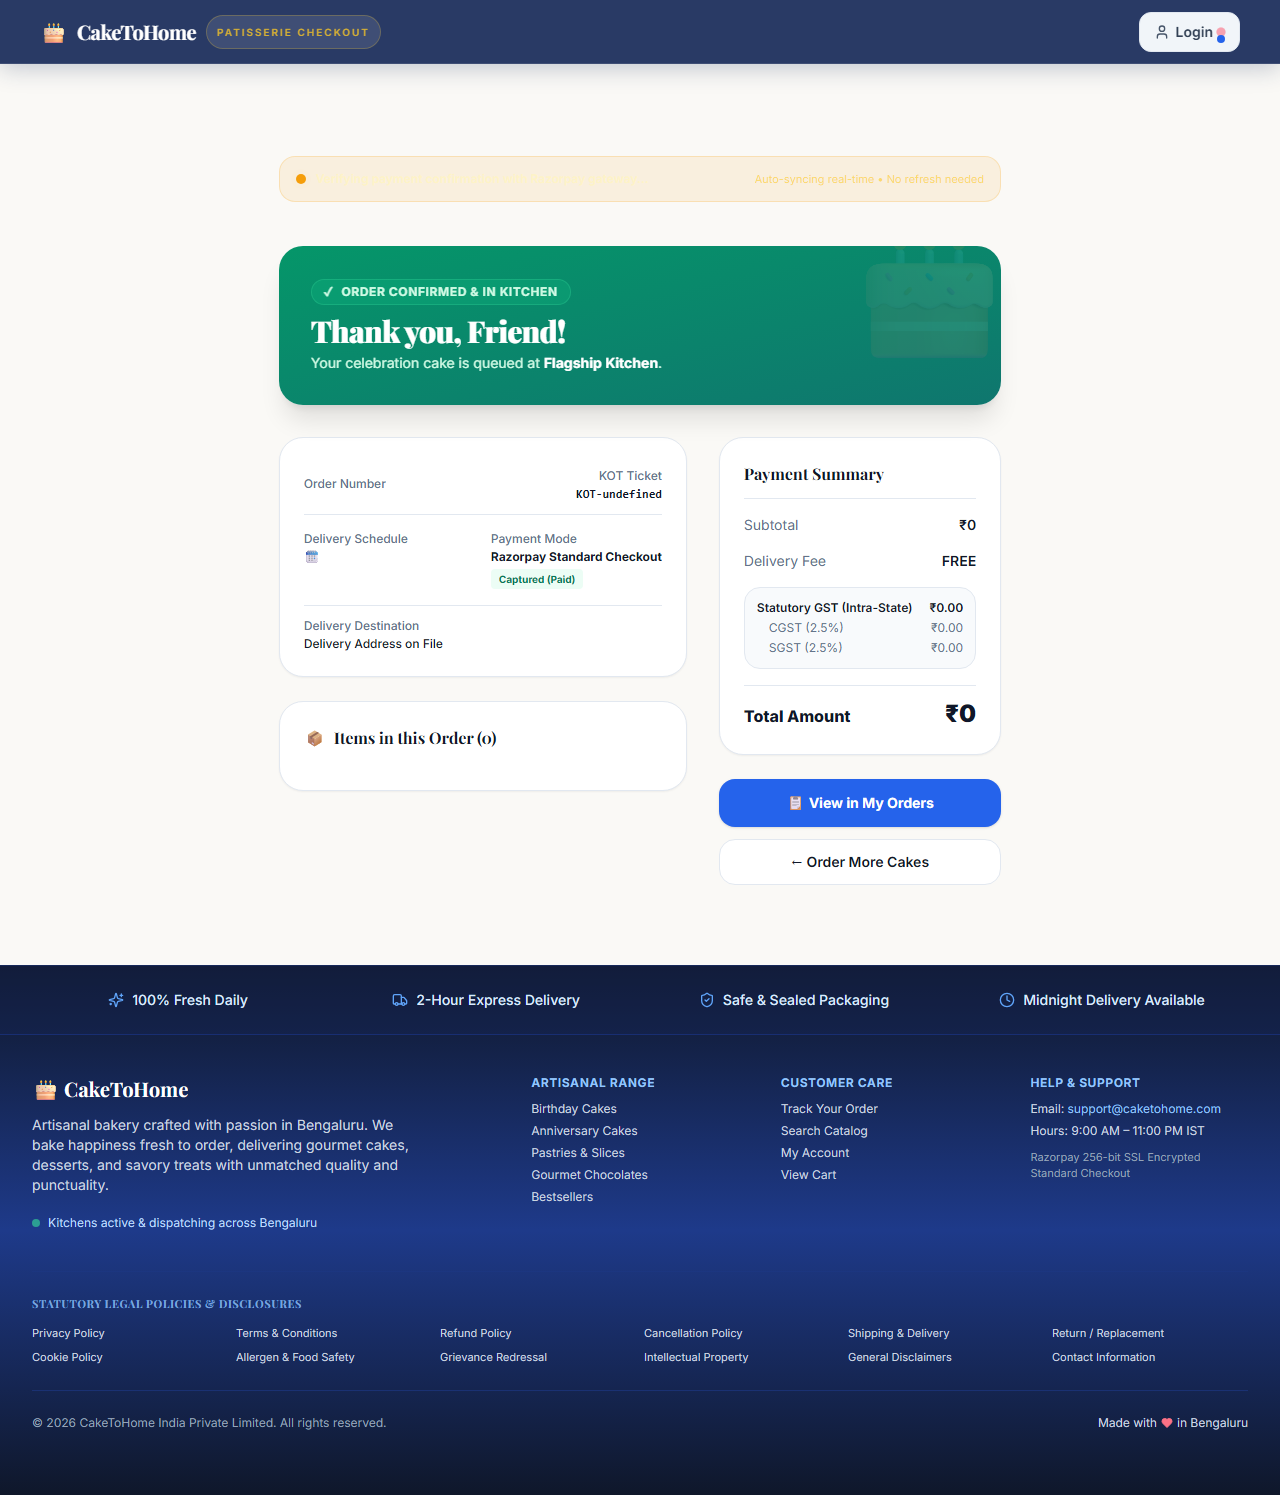 CakeToHome
PATISSERIE CHECKOUT
Login
Auto-syncing real-time • No refresh needed
✓ ORDER CONFIRMED & IN KITCHEN
Thank you, Friend!
Your celebration cake is queued at Flagship Kitchen.
Order Number
KOT Ticket
KOT-undefined
Delivery Schedule
Payment Mode
Razorpay Standard Checkout
Captured (Paid)
Delivery Destination
Delivery Address on File
Items in this Order (0)
Payment Summary
Subtotal ₹0
Delivery Fee FREE
Statutory GST (Intra-State) ₹0.00
CGST (2.5%) ₹0.00
SGST (2.5%) ₹0.00
Total Amount ₹0
View in My Orders
← Order More Cakes
100% Fresh Daily
2-Hour Express Delivery
Safe & Sealed Packaging
Midnight Delivery Available
CakeToHome
Artisanal bakery crafted with passion in Bengaluru. We
bake happiness fresh to order, delivering gourmet cakes,
desserts, and savory treats with unmatched quality and
punctuality.
Kitchens active & dispatching across Bengaluru
ARTISANAL RANGE
Birthday Cakes
Anniversary Cakes
Pastries & Slices
Gourmet Chocolates
Bestsellers
CUSTOMER CARE
Track Your Order
Search Catalog
My Account
View Cart
HELP & SUPPORT
Email: support@caketohome.com
Hours: 9:00 AM – 11:00 PM IST
Razorpay 256-bit SSL Encrypted
Standard Checkout
STATUTORY LEGAL POLICIES & DISCLOSURES
Privacy Policy
Terms & Conditions
Refund Policy
Cancellation Policy
Shipping & Delivery
Return / Replacement
Cookie Policy
Allergen & Food Safety
Grievance Redressal
Intellectual Property
General Disclaimers
Contact Information
© 2026 CakeToHome India Private Limited. All rights reserved.
Made with ❤ in Bengaluru